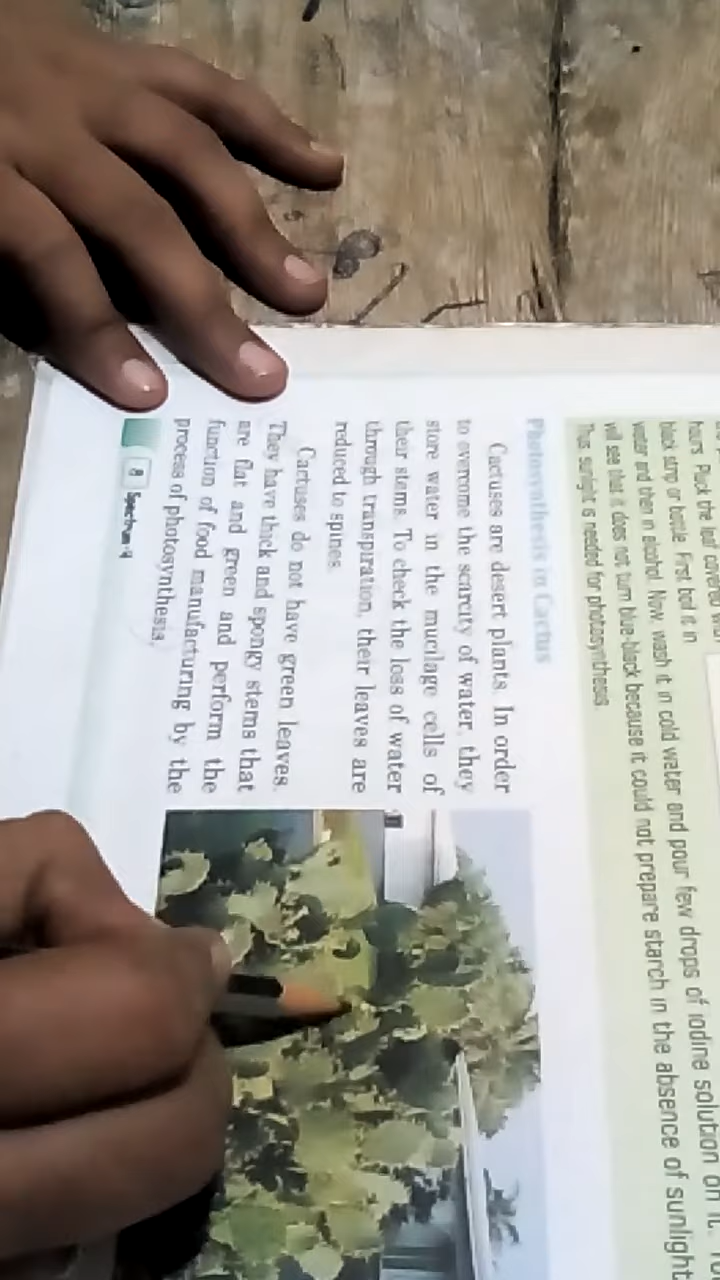 hours. Pluck the leaf covered with
black strip or bottle. First boil it in
water and then in alcohol. Now, wash it in cold water and pour few drops of iodine solution on it.
will see that it does not turn blue-black because it could not prepare starch in the absence of sunlight
Thus, sunlight is needed for photosynthesis.
Photosynthesis in Cactus
Cactuses are desert plants. In order
to overcome the scarcity of water, they
store water in the mucilage cells of
their stems. To check the loss of water
through transpiration, their leaves are
reduced to spines.
Cactuses do not have green leaves.
They have thick and spongy stems that
are flat and green and perform the
function of food manufacturing by the
process of photosynthesis.
8 Spectrum-4